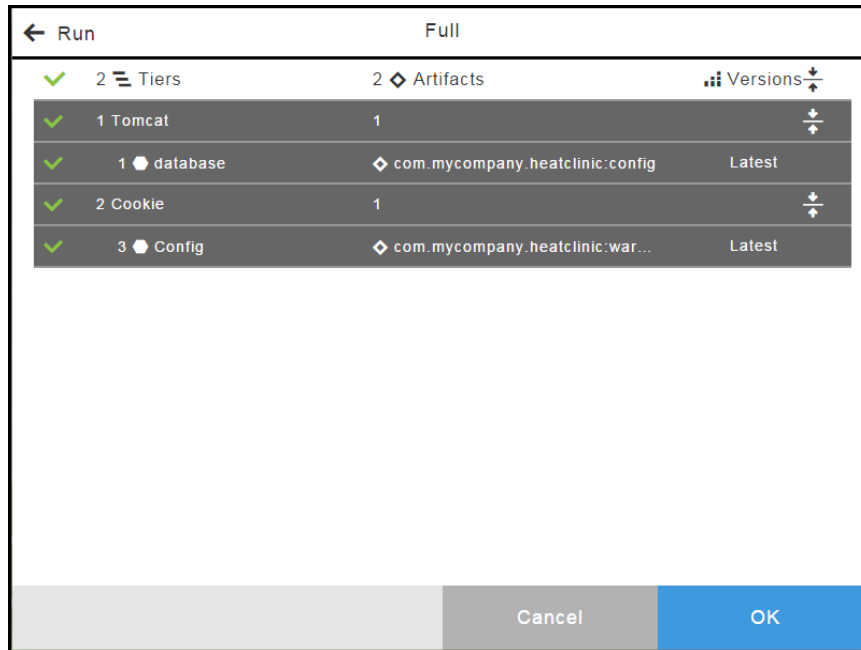 Run Full
2 Tiers 2 Artifacts Versions
1 Tomcat 1
1 database com.mycompany.heatclinic:config Latest
2 Cookie 1
3 Config com.mycompany.heatclinic:war... Latest
Cancel OK